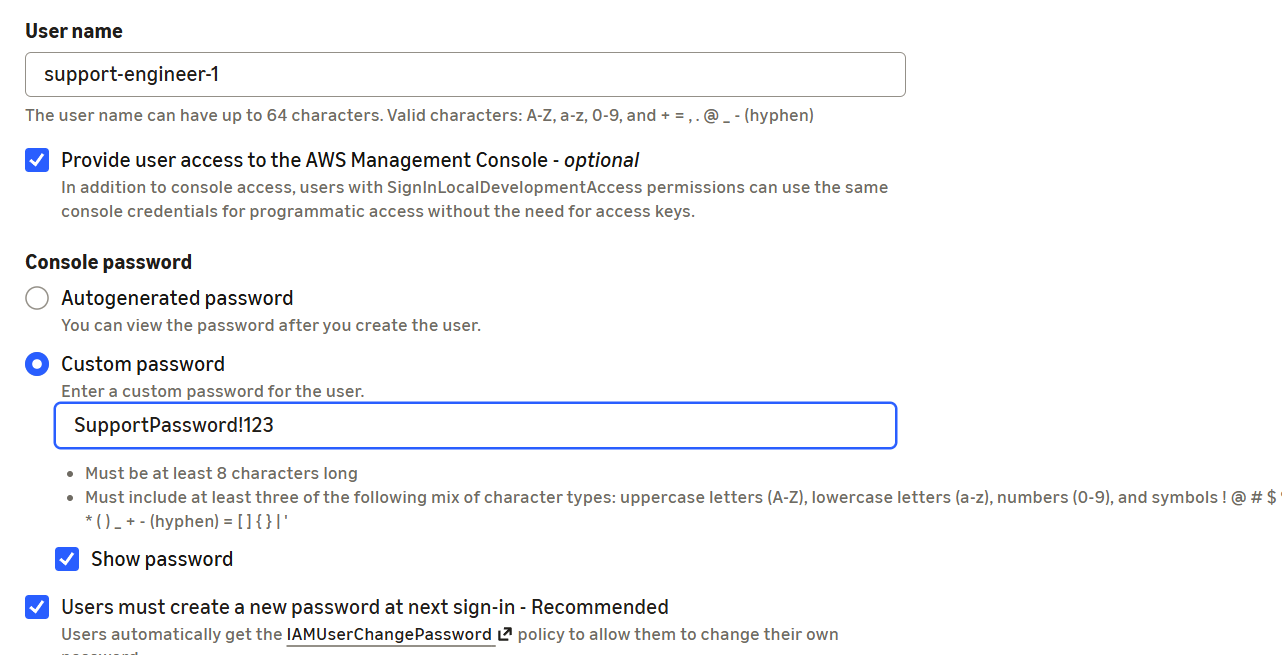 User name
support-engineer-1
The user name can have up to 64 characters. Valid characters: A-Z, a-z, 0-9, and + = , . @ _ - (hyphen)
Provide user access to the AWS Management Console - optional
In addition to console access, users with SignInLocalDevelopmentAccess permissions can use the same
console credentials for programmatic access without the need for access keys.
Console password
Autogenerated password
You can view the password after you create the user.
Custom password
Enter a custom password for the user.
SupportPassword!123
Must be at least 8 characters long
Must include at least three of the following mix of character types: uppercase letters (A-Z), lowercase letters (a-z), numbers (0-9), and symbols ! @ # $
* ( ) _ + - (hyphen) = [ ] { } | '
Show password
Users must create a new password at next sign-in - Recommended
Users automatically get the IAMUserChangePassword policy to allow them to change their own